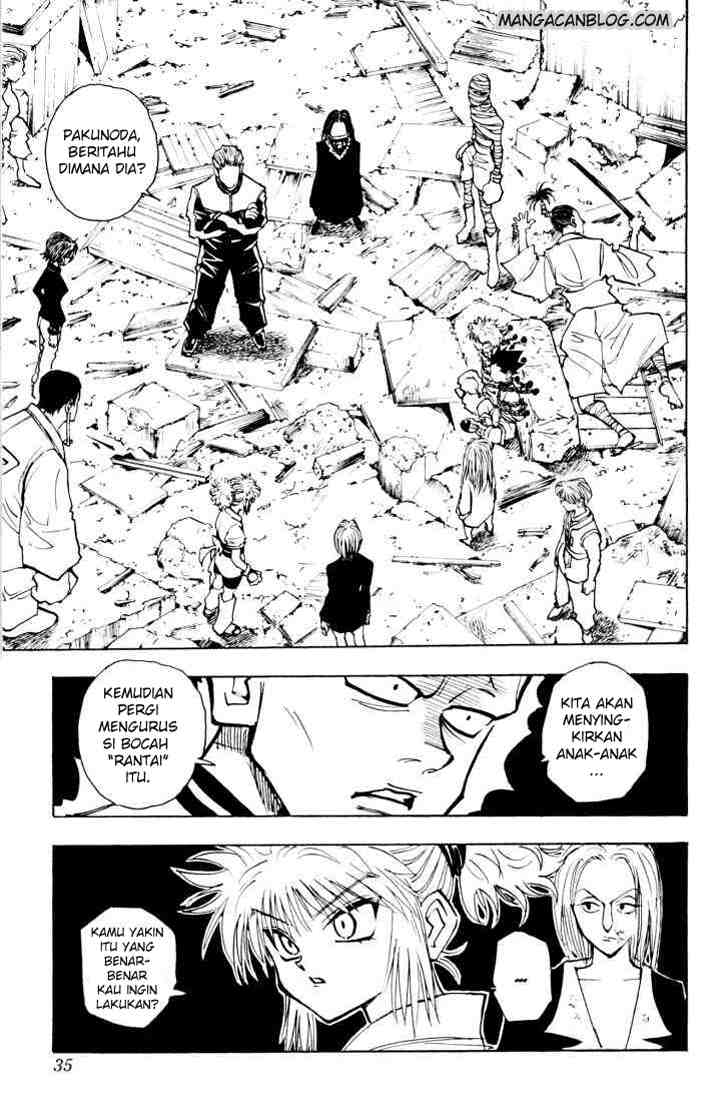 MANGACANBLOG.COM
PAKUNODA,
BERITAHU
DIMANA DIA?
KITA AKAN
MENYING-
KIRKAN
ANAK-ANAK
...
KEMUDIAN
PERGI
MENGURUS
SI BOCAH
"RANTAI"
ITU.
KAMU YAKIN
ITU YANG
BENAR-
BENAR
KAU INGIN
LAKUKAN?
...
35